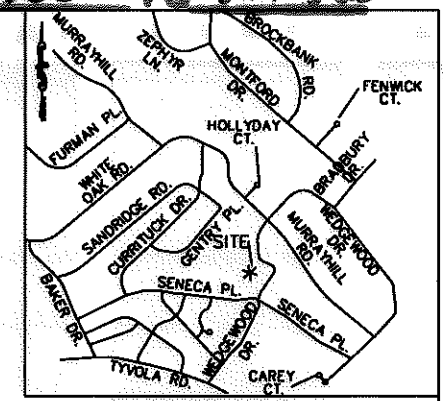 BROCKBANK
RD.
MURRAYHILL
RD.
ZEPHYR
LN.
MONTFORD
DR.
FENWICK
CT.
HOLLYDAY
CT.
FURMAN PL.
WHITE
OAK RD.
BRADBURY
DR.
SANDRIDGE RD.
CURRITUCK DR.
GENTRY PL.
WEDGEWOOD
DR.
MURRAYHILL
RD.
SITE
BAKER DR.
SENECA PL.
SENECA PL.
WEDGEWOOD
DR.
TYVOLA RD.
CAREY
CT.